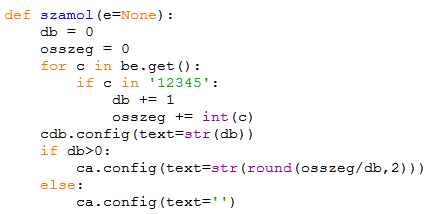 def szamol(e=None):
    db = 0
    osszeg = 0
    for c in be.get():
        if c in '12345':
            db += 1
            osszeg += int(c)
    cdb.config(text=str(db))
    if db>0:
        ca.config(text=str(round(osszeg/db,2)))
    else:
        ca.config(text='')